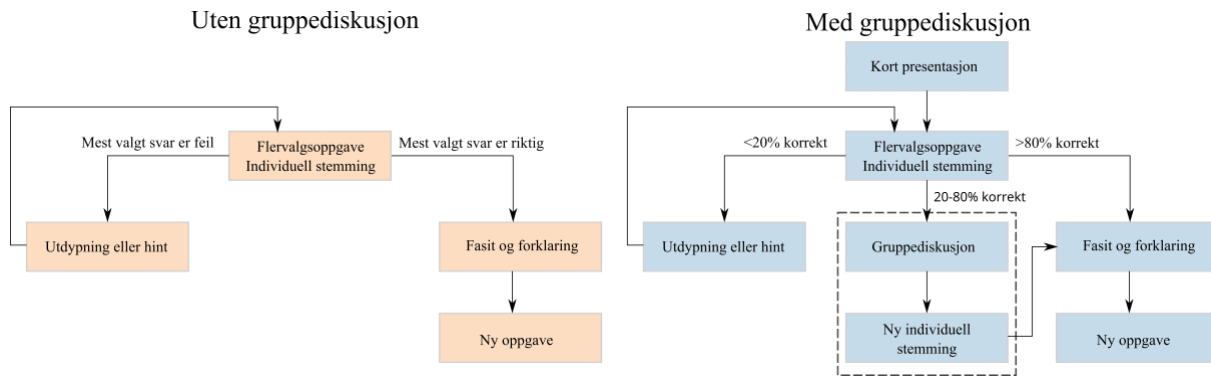 Uten gruppediskusjon
Mest valgt svar er feil
Flervalgsoppgave
Individuell stemming
Mest valgt svar er riktig
Utdypning eller hint
Fasit og forklaring
Ny oppgave
Med gruppediskusjon
Kort presentasjon
<20% korrekt
Flervalgsoppgave
Individuell stemming
>80% korrekt
20-80% korrekt
Utdypning eller hint
Gruppediskusjon
Fasit og forklaring
Ny individuell
stemming
Ny oppgave